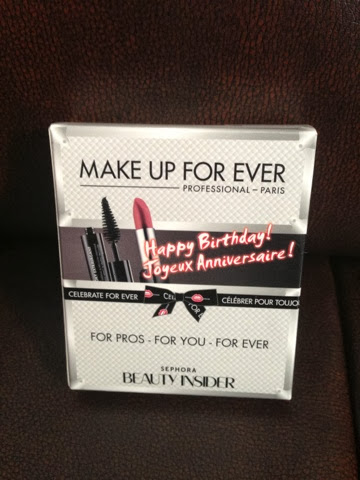 MAKE UP FOR EVER
PROFESSIONAL – PARIS
Happy Birthday!
Joyeux Anniversaire!
CELEBRATE FOR EVER CÉLÉBRER POUR TOUJO
FOR PROS - FOR YOU - FOR EVER
SEPHORA
BEAUTY INSIDER